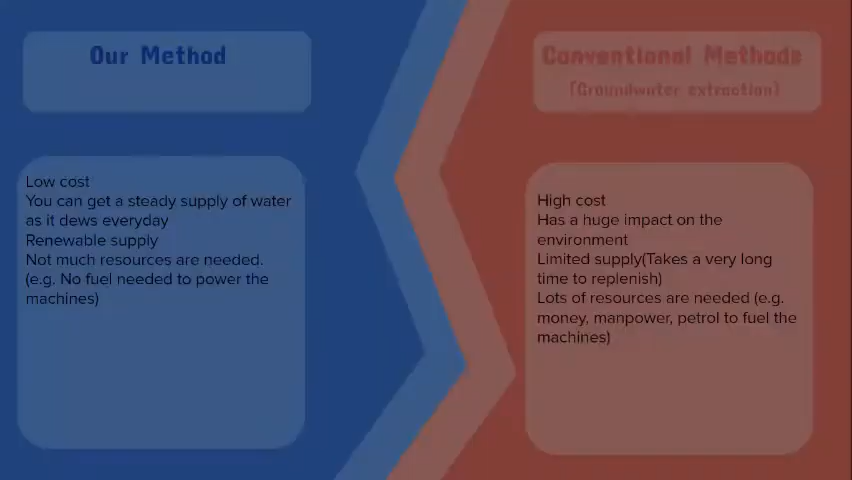 Our Method
Low cost
You can get a steady supply of water
as it dews everyday
Renewable supply
Not much resources are needed.
(e.g. No fuel needed to power the
machines)
Conventional Methods
(Groundwater extraction)
High cost
Has a huge impact on the
environment
Limited supply(Takes a very long
time to replenish)
Lots of resources are needed (e.g.
money, manpower, petrol to fuel the
machines)